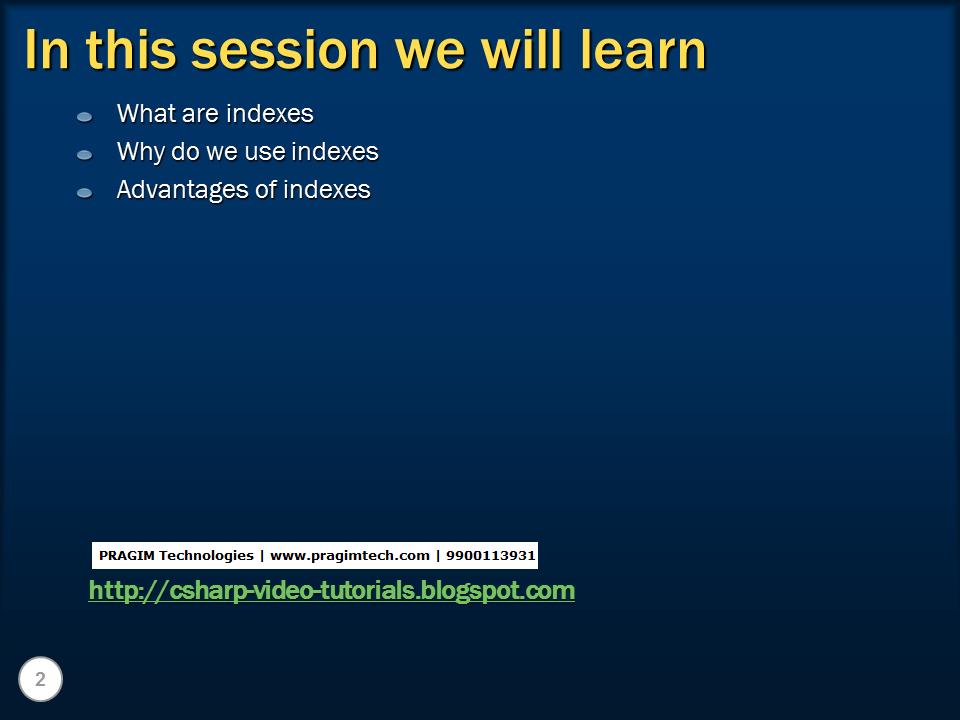 In this session we will learn
What are indexes
Why do we use indexes
Advantages of indexes
PRAGIM Technologies | www.pragimtech.com | 9900113931
http://csharp-video-tutorials.blogspot.com
2